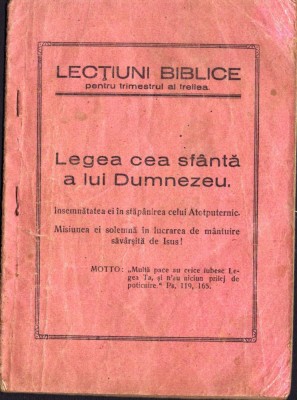 LECȚIUNI BIBLICE
pentru trimestrul al treilea.
Legea cea sfântă
a lui Dumnezeu.
Insemnătatea ei în stăpânirea celui Atotputernic.
Misiunea ei solemnă în lucrarea de mântuire
săvârșită de Isus!
MOTTO: „Multă pace au ceice iubesc Le-
gea Ta, și n'au niciun prilej de
poticnire." Ps, 119, 165.